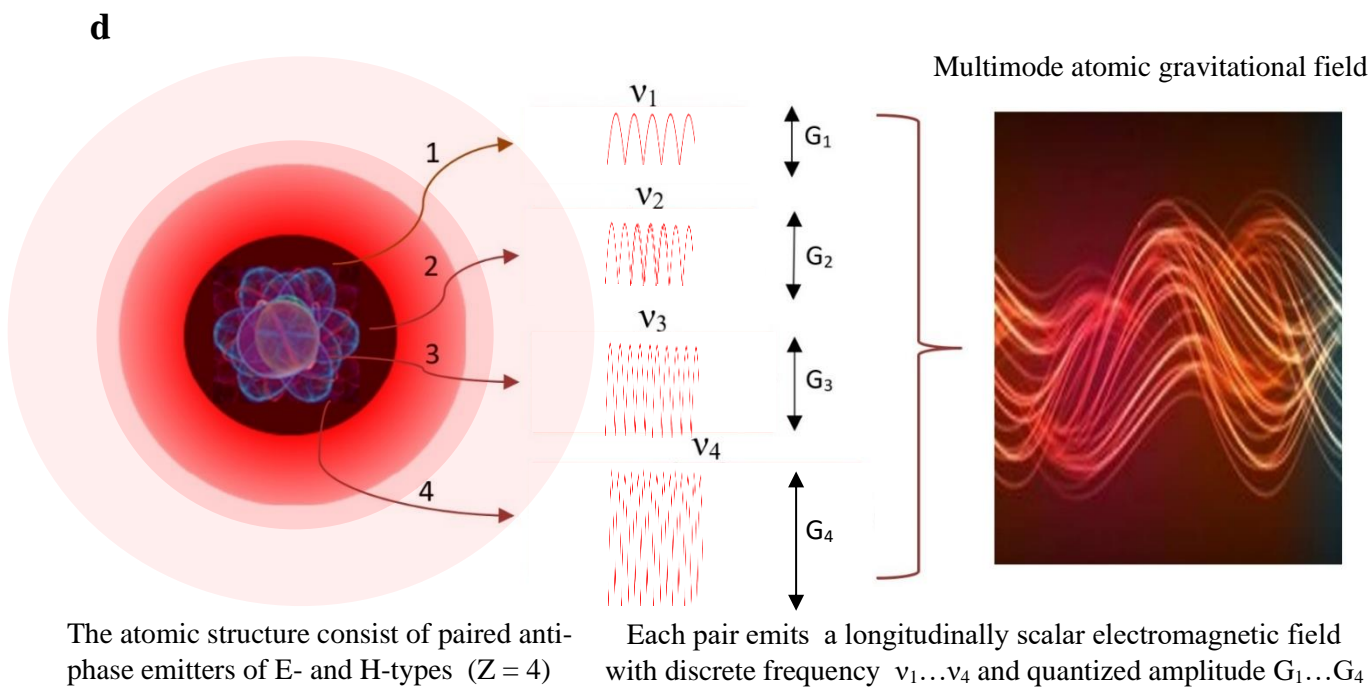 d
Multimode atomic gravitational field
ν₁
G₁
1
ν₂
G₂
2
ν₃
G₃
3
ν₄
G₄
4
The atomic structure consist of paired anti-
phase emitters of E- and H-types (Z = 4)
Each pair emits a longitudinally scalar electromagnetic field
with discrete frequency ν₁…ν₄ and quantized amplitude G₁…G₄